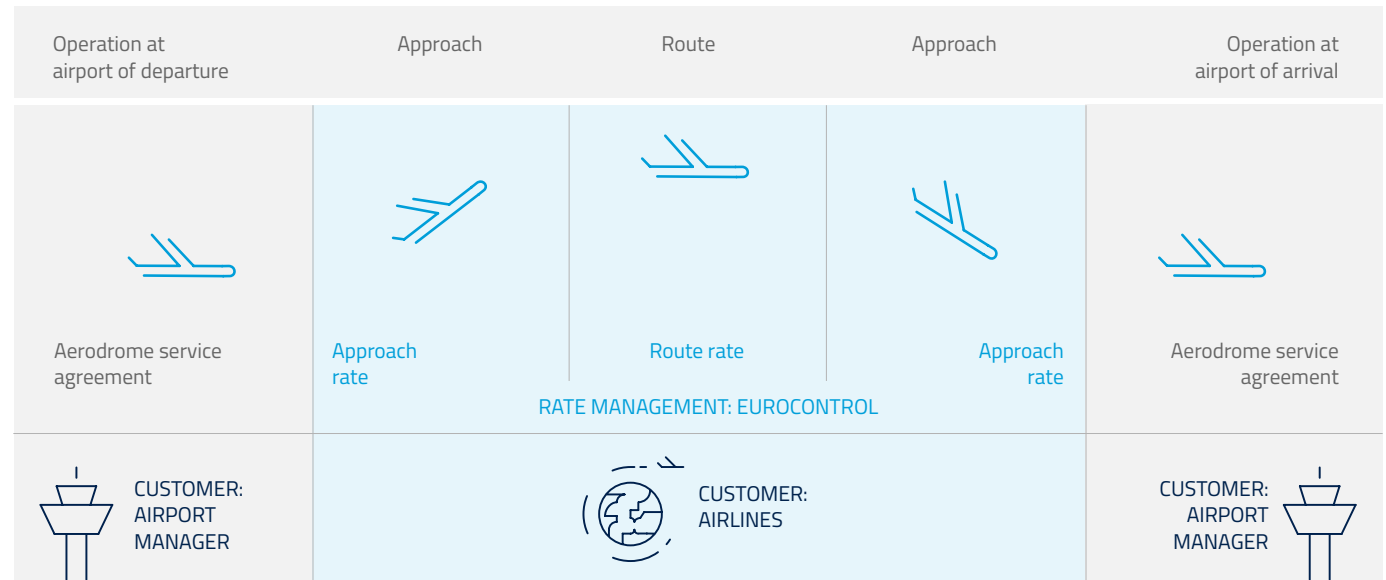 Operation at
airport of departure
Approach
Route
Approach
Operation at
airport of arrival
Aerodrome service
agreement
Approach
rate
Route rate
Approach
rate
Aerodrome service
agreement
RATE MANAGEMENT: EUROCONTROL
CUSTOMER:
AIRPORT
MANAGER
CUSTOMER:
AIRLINES
CUSTOMER:
AIRPORT
MANAGER